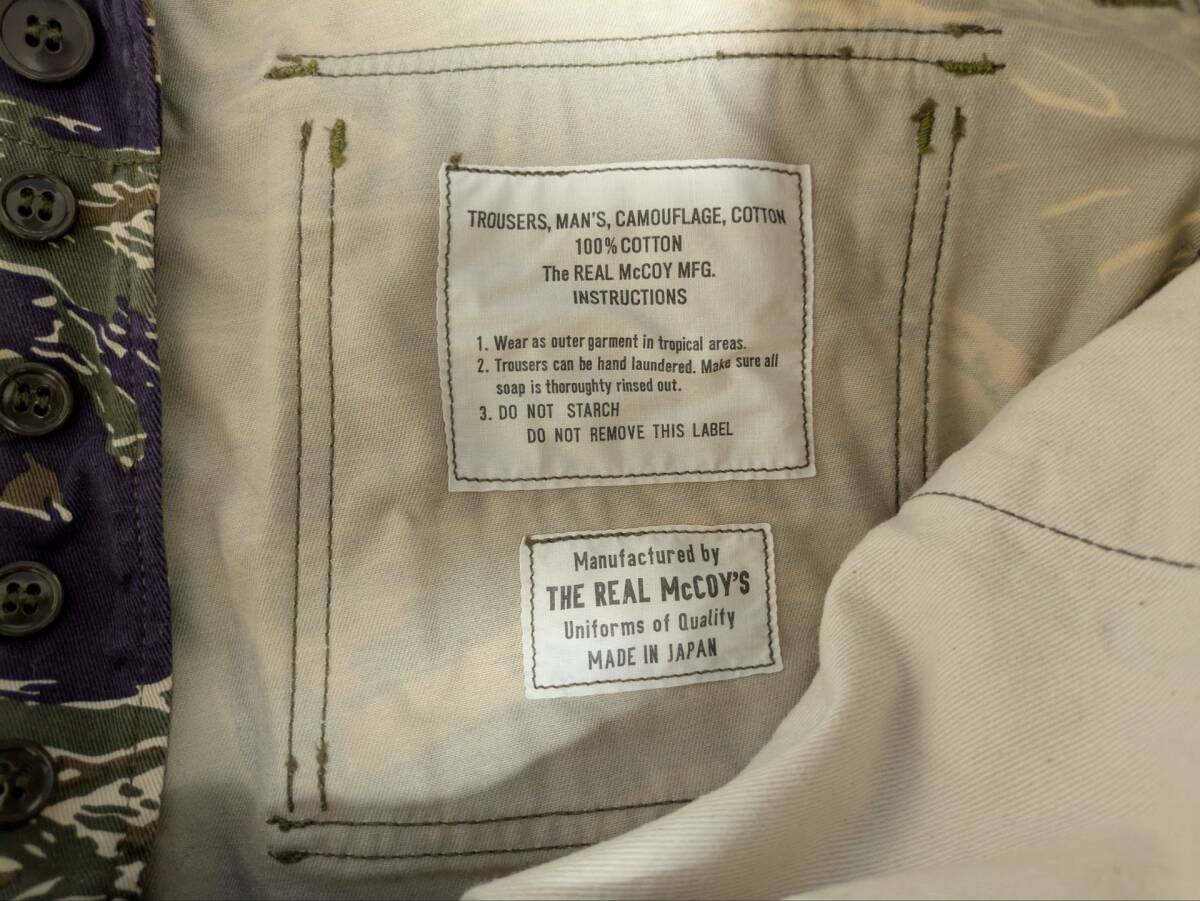 TROUSERS, MAN'S, CAMOUFLAGE, COTTON
100% COTTON
The REAL McCOY MFG.
INSTRUCTIONS
1. Wear as outer garment in tropical areas.
2. Trousers can be hand laundered. Make sure all
soap is thoroughty rinsed out.
3. DO NOT STARCH
DO NOT REMOVE THIS LABEL
Manufactured by
THE REAL McCOY'S
Uniforms of Quality
MADE IN JAPAN